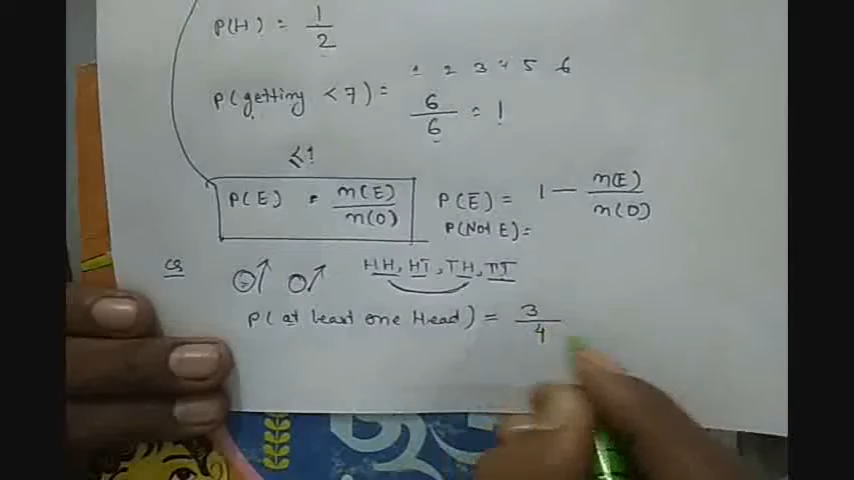 P(H) = 1/2
1 2 3 4 5 6
P(getting < 7) = 6/6 = 1
≤1
P(E) = n(E)/n(O)
P(E) = 1 - n(E)/n(O)
P(Not E) =
HH, HT, TH, TT
P(at least one Head) = 3/4